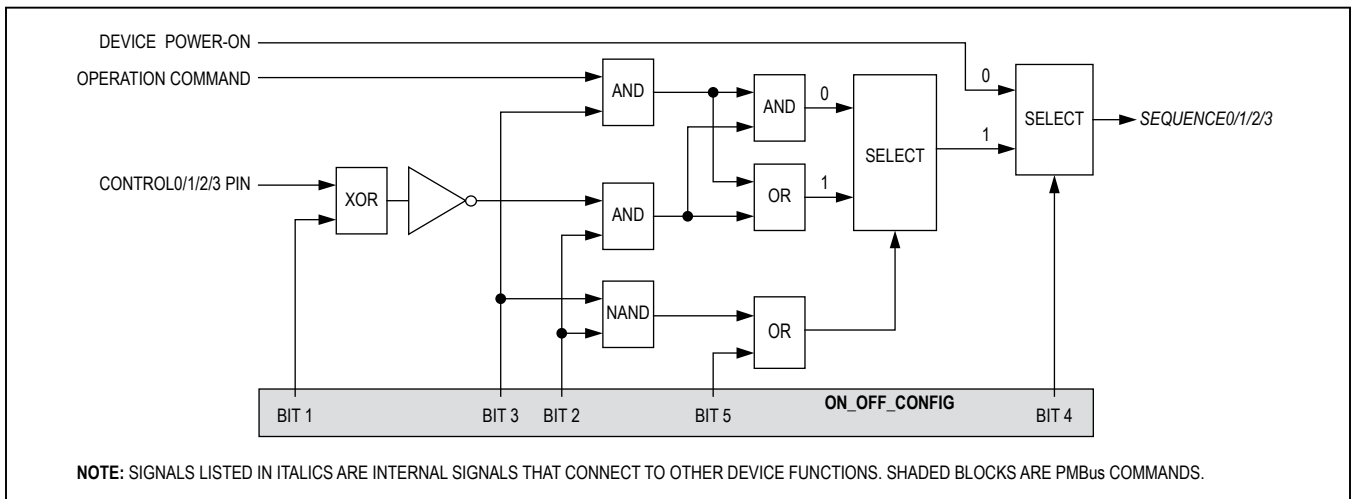 DEVICE POWER-ON
OPERATION COMMAND
CONTROL0/1/2/3 PIN
XOR
AND
AND
NAND
AND
OR
OR
0
1
SELECT
0
1
SELECT
SEQUENCE0/1/2/3
ON_OFF_CONFIG
BIT 1
BIT 3
BIT 2
BIT 5
BIT 4
NOTE: SIGNALS LISTED IN ITALICS ARE INTERNAL SIGNALS THAT CONNECT TO OTHER DEVICE FUNCTIONS. SHADED BLOCKS ARE PMBus COMMANDS.